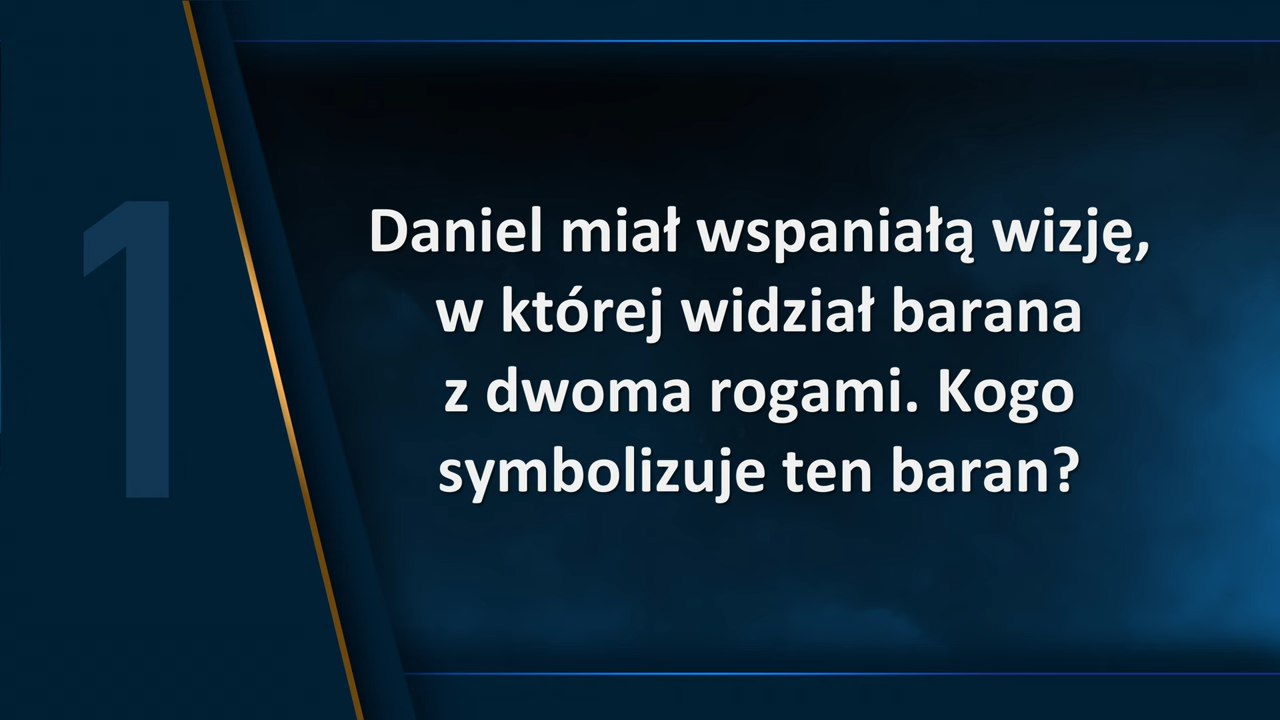 1
Daniel miał wspaniałą wizję,
w której widział barana
z dwoma rogami. Kogo
symbolizuje ten baran?